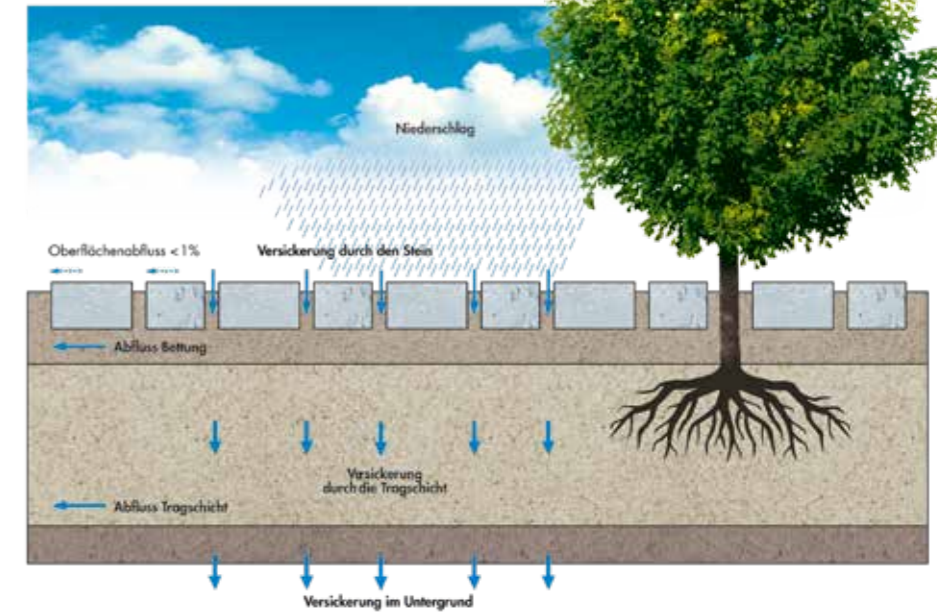 Niederschlag
Oberflächenabfluss <1%
Versickerung durch den Stein
Abfluss Bettung
Versickerung
durch die Tragschicht
Abfluss Tragschicht
Versickerung im Untergrund